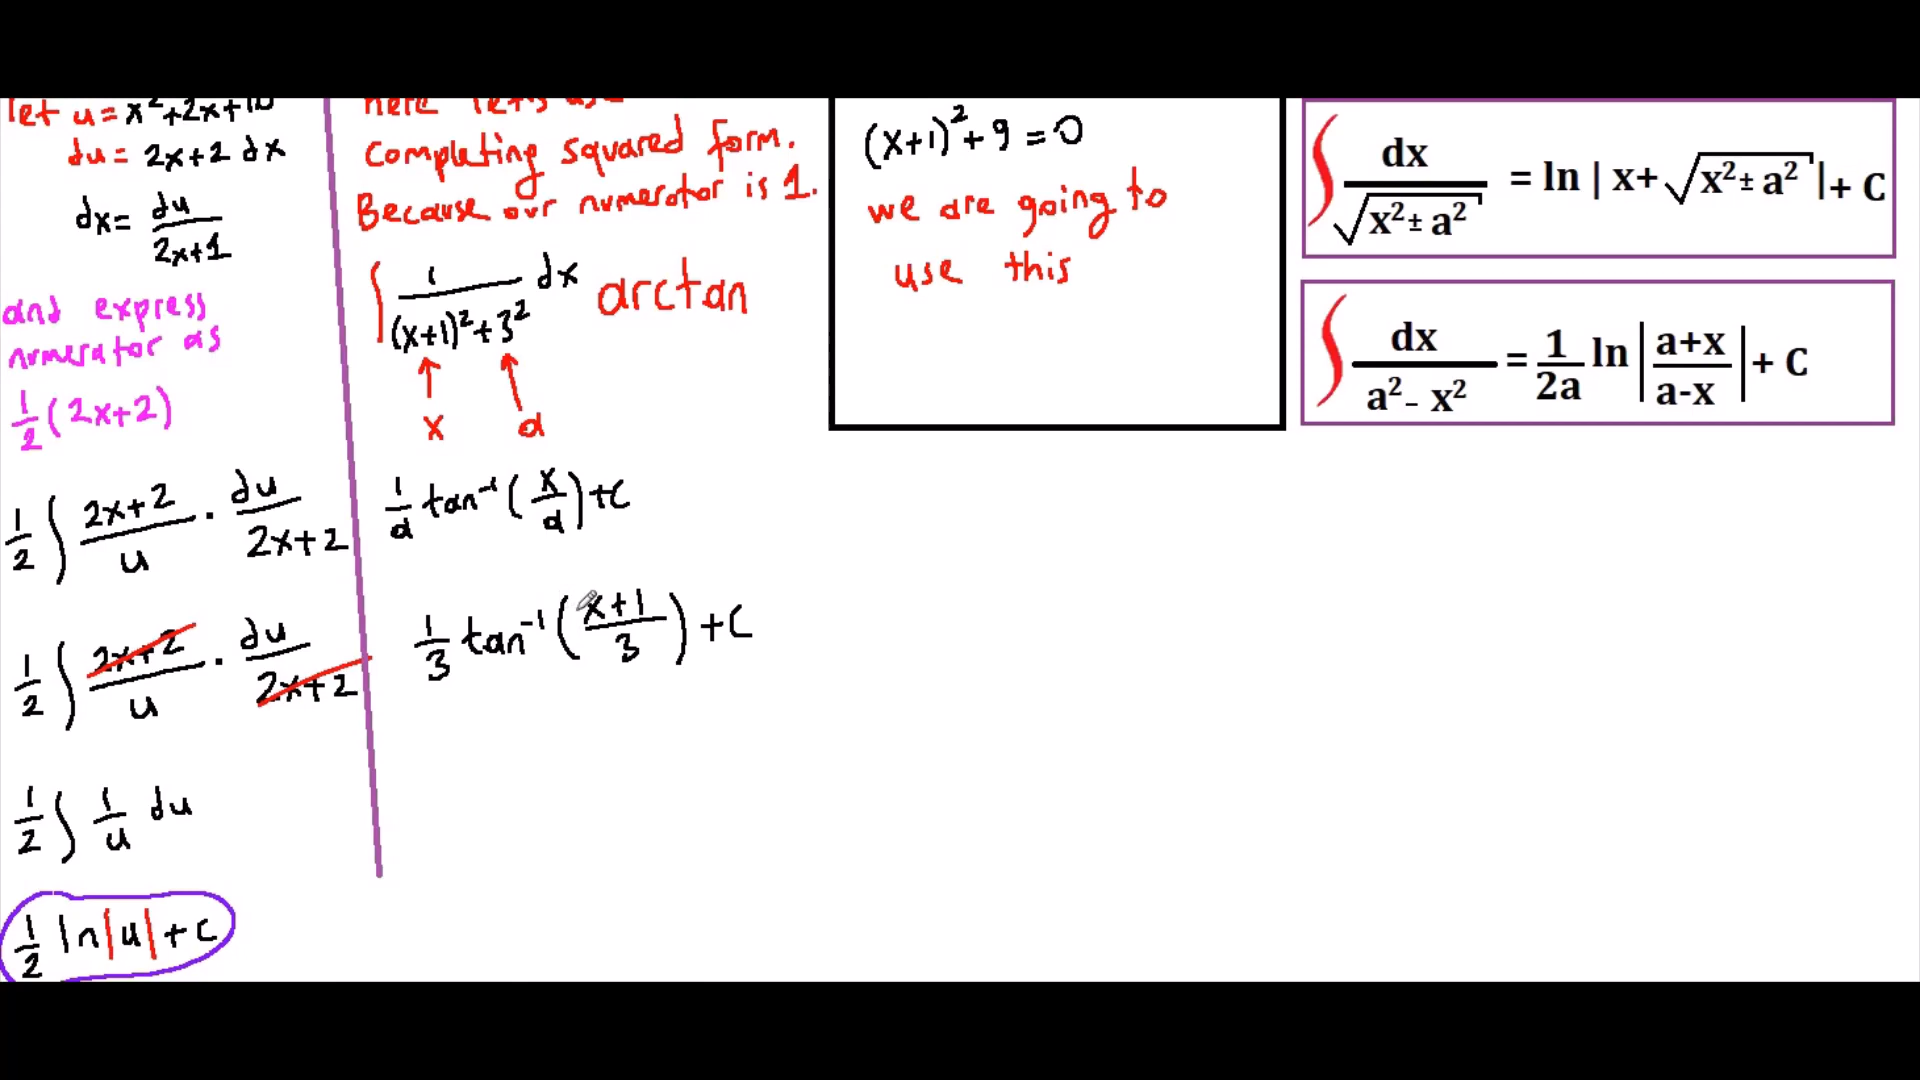 let u = x²+2x+10
du = 2x+2 dx
dx = du/2x+1
and express
numerator as
1/2 (2x+2)
1/2 ∫ 2x+2/u · du/2x+2
1/2 ∫ 2x+2/u · du/2x+2
1/2 ∫ 1/u du
1/2 ln|u| + c
here let's use
completing squared form.
Because our numerator is 1.
∫ 1/(x+1)²+3² dx arctan
x a
1/a tan⁻¹ (x/a) + C
1/3 tan⁻¹ (x+1/3) + C
(x+1)²+9 = 0
we are going to
use this
∫ dx/√x²± a² = ln | x+ √x²± a² |+ C
∫ dx/a²- x² = 1/2a ln |a+x/a-x| + C